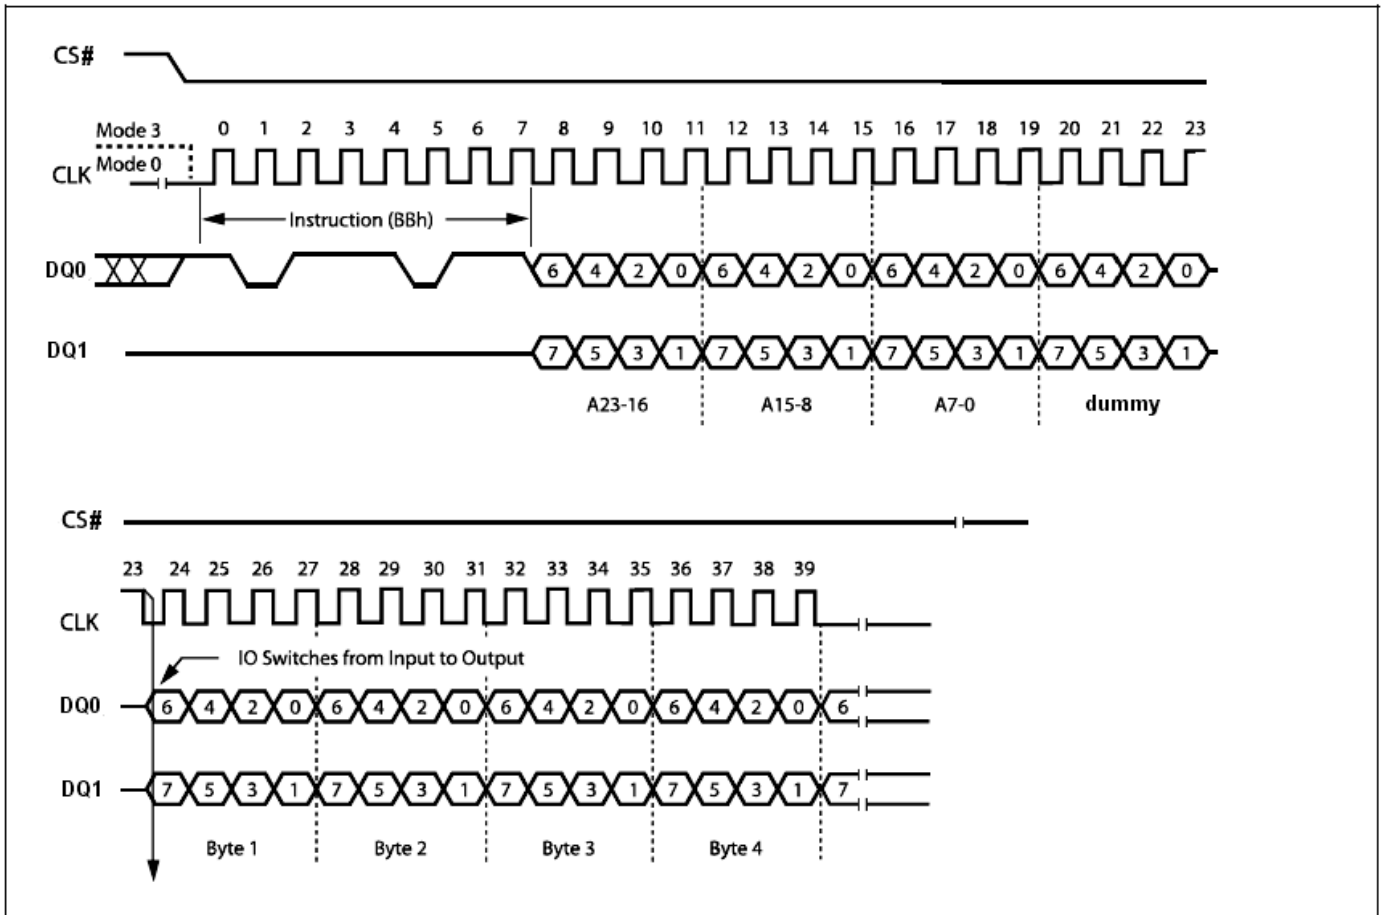 CS#
Mode 3
0 1 2 3 4 5 6 7 8 9 10 11 12 13 14 15 16 17 18 19 20 21 22 23
Mode 0
CLK
Instruction (BBh)
DQ0 6 4 2 0 6 4 2 0 6 4 2 0 6 4 2 0
DQ1 7 5 3 1 7 5 3 1 7 5 3 1 7 5 3 1
A23-16 A15-8 A7-0 dummy
CS#
23 24 25 26 27 28 29 30 31 32 33 34 35 36 37 38 39
CLK
IO Switches from Input to Output
DQ0 6 4 2 0 6 4 2 0 6 4 2 0 6 4 2 0 6
DQ1 7 5 3 1 7 5 3 1 7 5 3 1 7 5 3 1 7
Byte 1 Byte 2 Byte 3 Byte 4